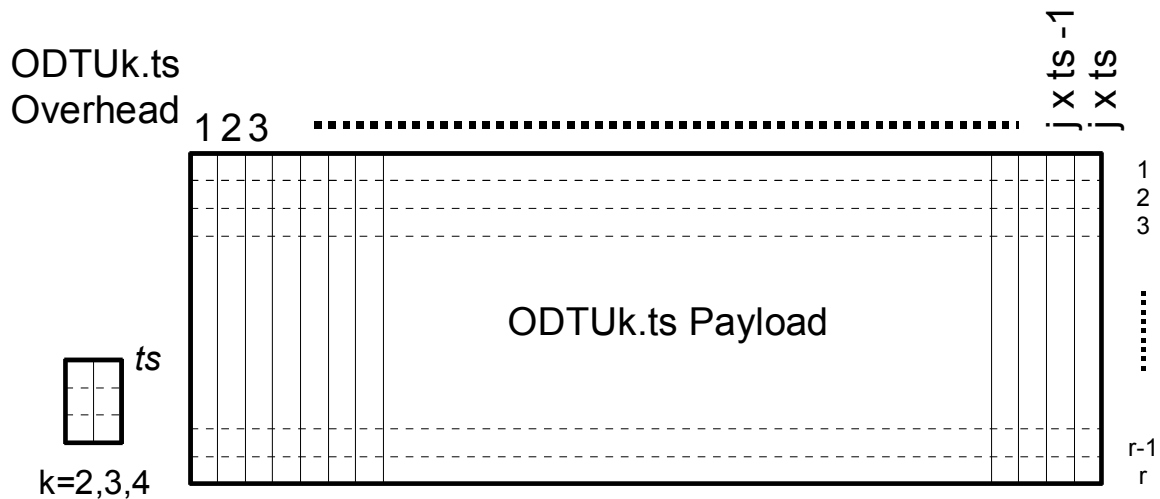 ODTUk.ts
Overhead
1 2 3
j x ts -1
j x ts
1
2
3
ODTUk.ts Payload
ts
r-1
r
k=2,3,4